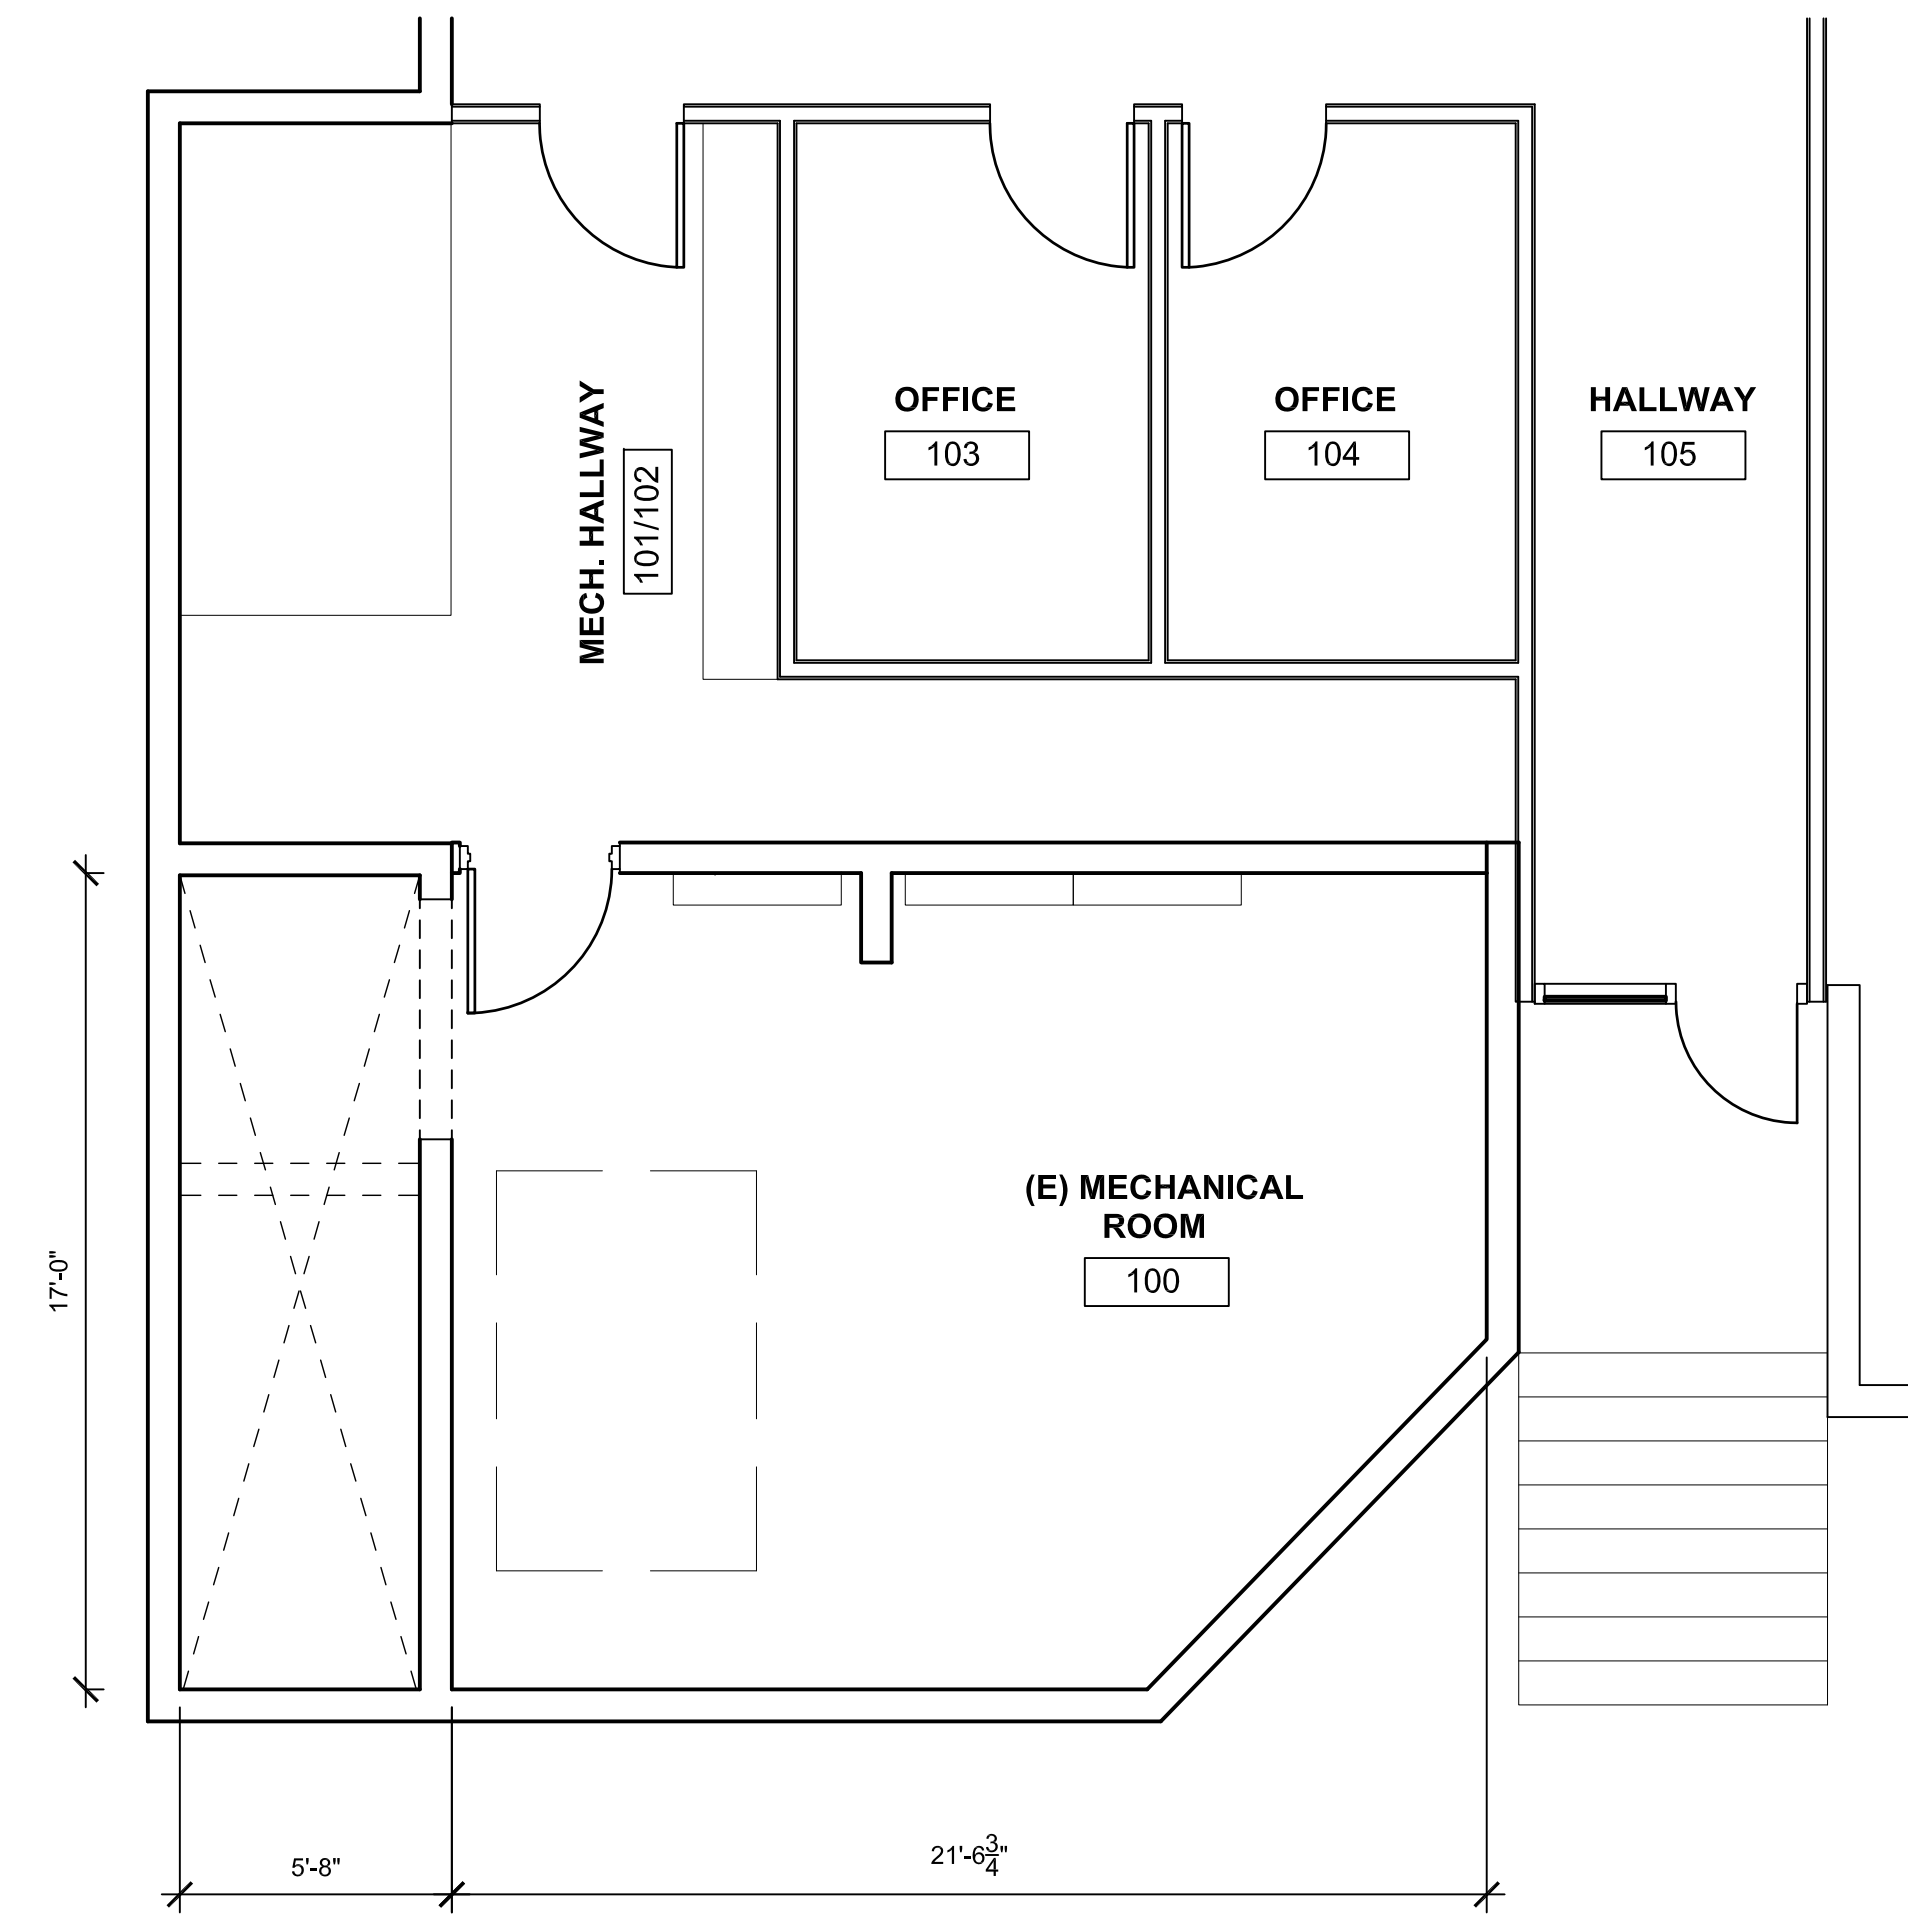 MECH. HALLWAY
101/102
OFFICE
103
OFFICE
104
HALLWAY
105
(E) MECHANICAL
ROOM
100
17'-0"
5'-8"
21'-6 3/4"